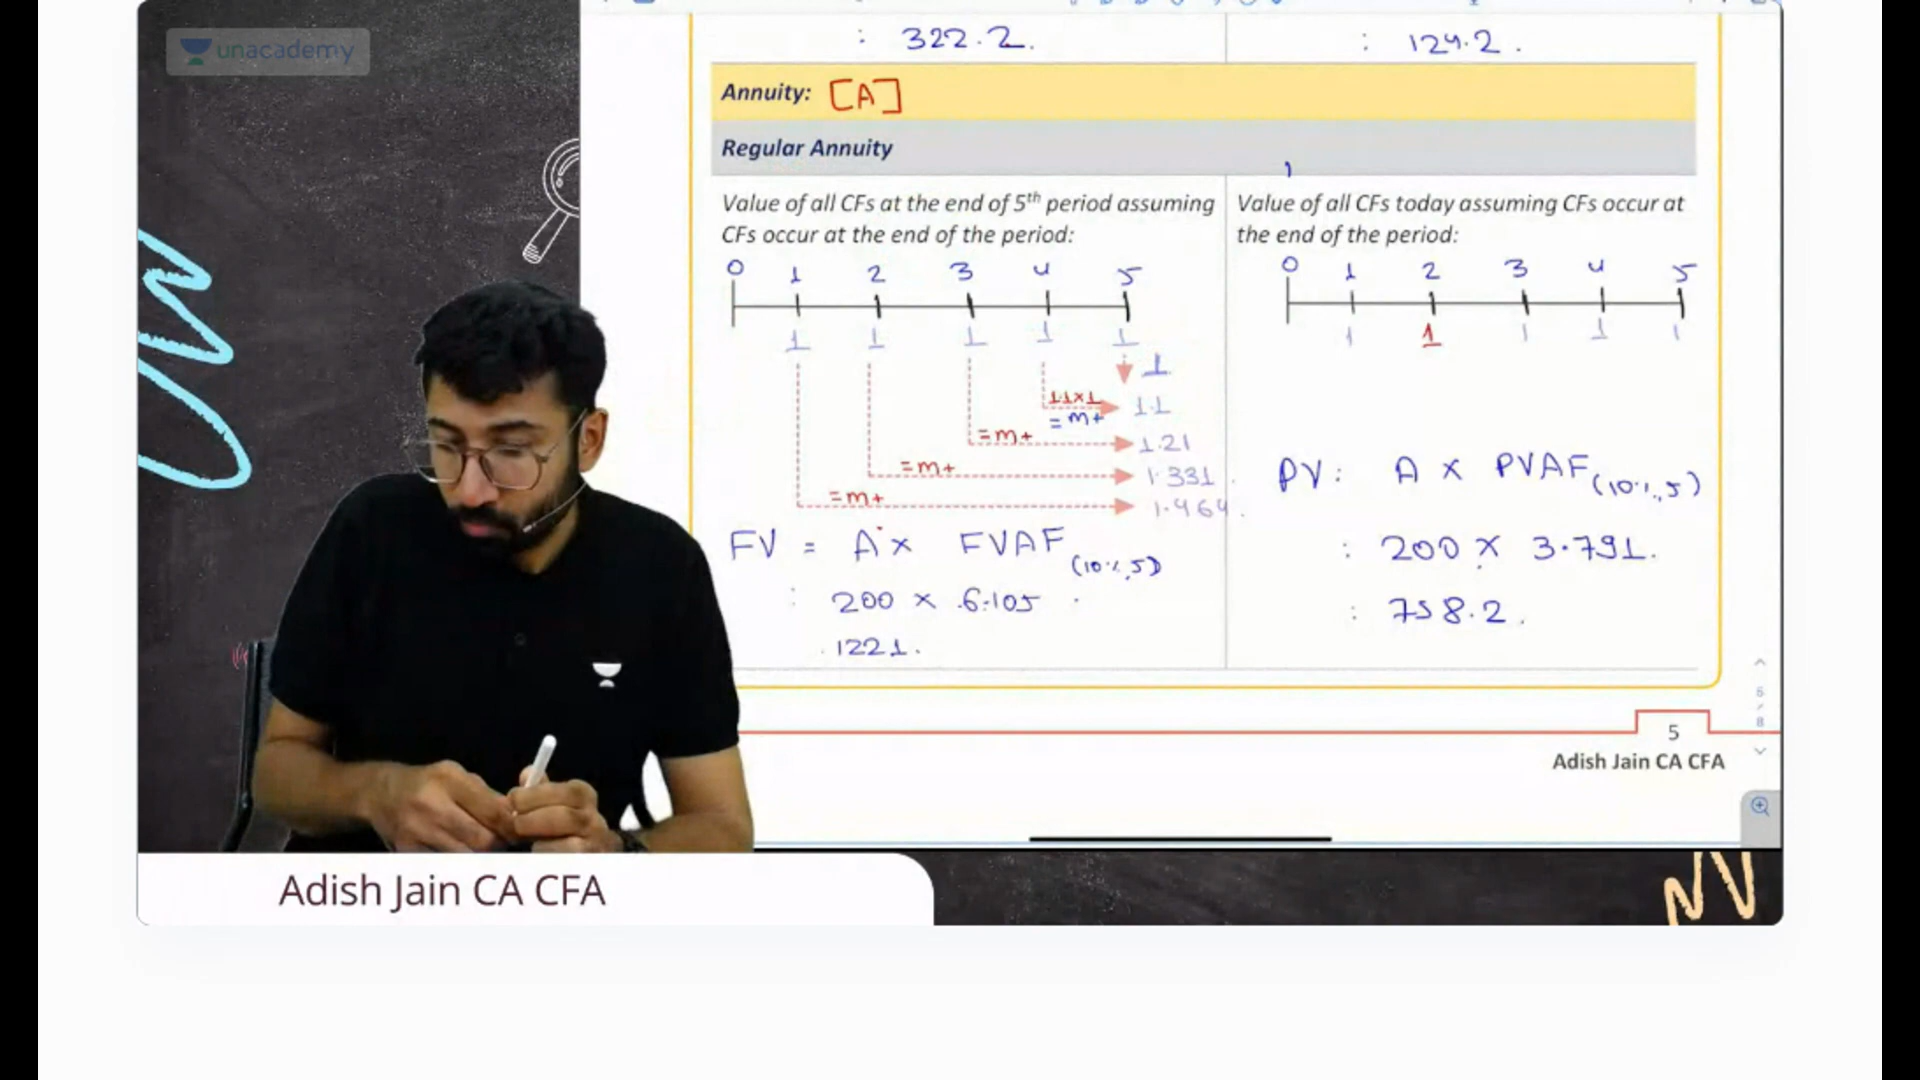 unacademy
: 322.2.
: 124.2.
Annuity: [A]
Regular Annuity
Value of all CFs at the end of 5th period assuming
CFs occur at the end of the period:
0 1 2 3 4 5
1 1 1 1 1
1
1.1×1
1.1
= m+
= m+
1.21
= m+
1.331
= m+
1.464.
FV = A × FVAF (10%,5)
: 200 × 6.105
1221.
Value of all CFs today assuming CFs occur at
the end of the period:
0 1 2 3 4 5
1 1 1 1 1
PV: A × PVAF (10%,5)
: 200 × 3.791.
: 758.2.
5
Adish Jain CA CFA
6
/
8
Adish Jain CA CFA